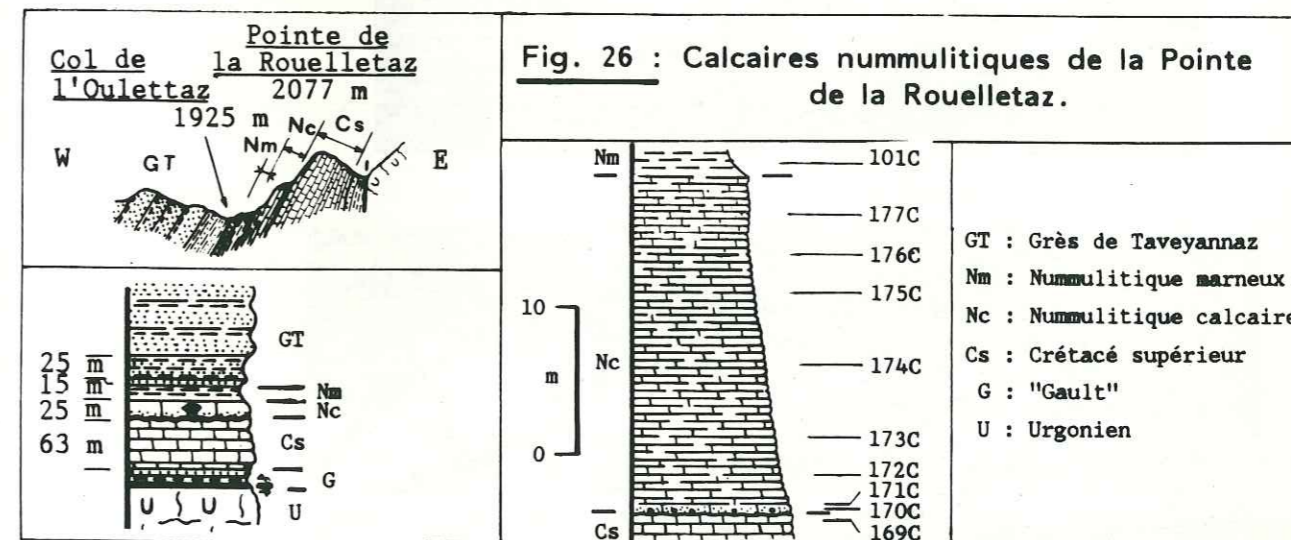 Pointe de
Col de la Rouelletaz
l'Oulettaz 2077 m
1925 m
Nm Nc Cs
W GT E
U U
25 m
15 m
25 m
63 m
GT
Nm
Nc
Cs
G
U
U U
Fig. 26 : Calcaires nummulitiques de la Pointe
de la Rouelletaz.
Nm
10
m
Nc
0
Cs
101C
177C
176C
175C
174C
173C
172C
171C
170C
169C
GT : Grès de Taveyannaz
Nm : Nummulitique marneux
Nc : Nummulitique calcaire
Cs : Crétacé supérieur
G : "Gault"
U : Urgonien